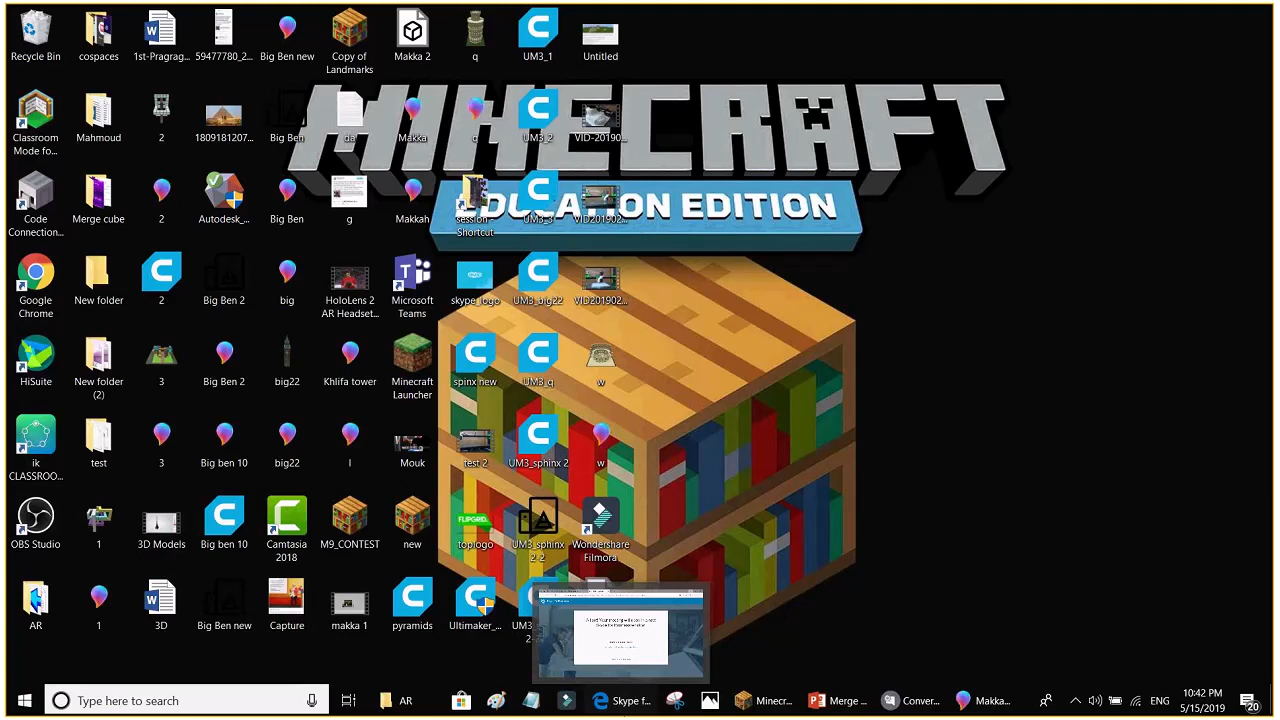 MINECRAFT
EDUCATION EDITION
Recycle Bin
cospaces
1st-Pragrag...
59477780_2...
Big Ben new
Copy of
Landmarks
Makka 2
q
UM3_1
Untitled
Classroom
Mode fo...
Mahmoud
2
1809181207...
Big Ben
da
Makka
q
UM3_2
VID-20190...
Code
Connection...
Merge cube
2
Autodesk_...
Big Ben
g
Makkah
session -
Shortcut
UM3_3
VID201902...
Google
Chrome
New folder
2
Big Ben 2
big
HoloLens 2
AR Headset...
Microsoft
Teams
skype_logo
UM3_big22
VID201902...
HiSuite
New folder
(2)
3
Big Ben 2
big22
Khlifa tower
Minecraft
Launcher
spinx new
UM3_q
w
ik
CLASSROO...
test
3
Big ben 10
big22
l
Mouk
test 2
UM3_sphinx 2
w
OBS Studio
1
3D Models
Big ben 10
Camtasia
2018
M9_CONTEST
new
FLIPGRID
toplogo
UM3_sphinx
2-2
Wondershare
Filmora
AR
1
3D
Big Ben new
Capture
makka 1
pyramids
Ultimaker_...
Type here to search
AR
Skype f...
Minecr...
Merge ...
Conver...
Makka...
ENG
10:42 PM
5/15/2019
20